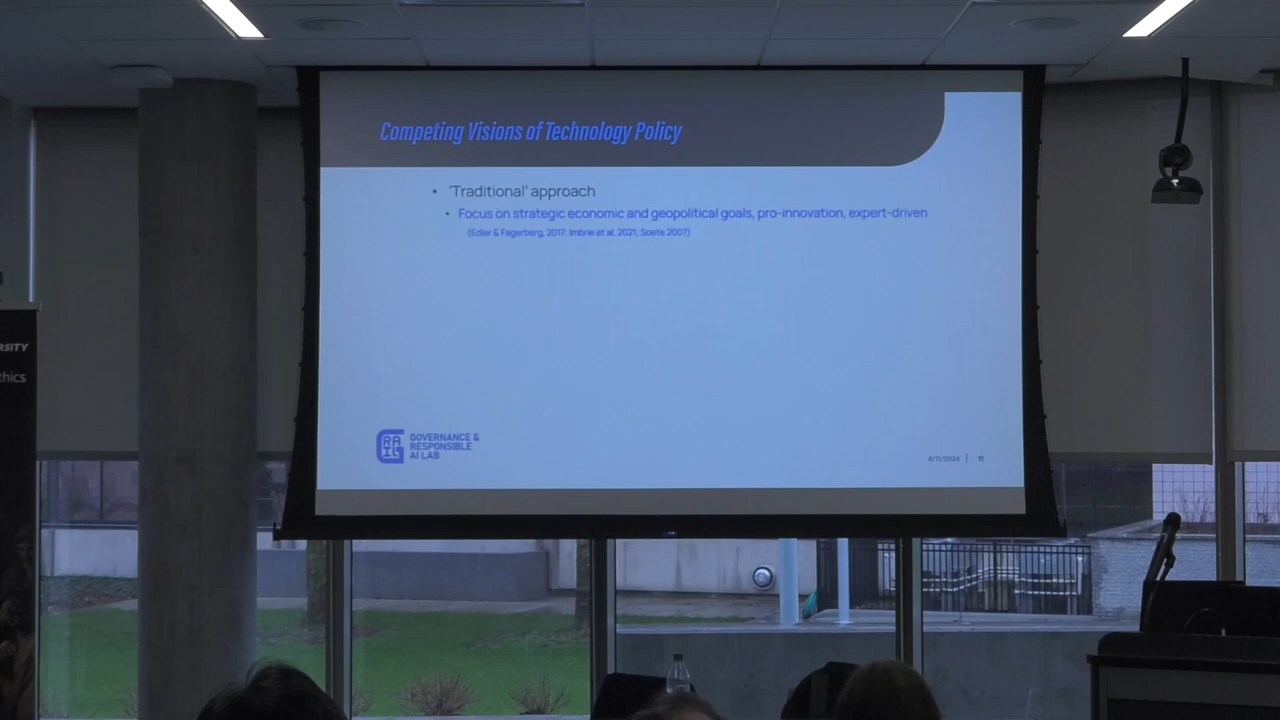 Competing Visions of Technology Policy
• 'Traditional' approach
• Focus on strategic economic and geopolitical goals, pro-innovation, expert-driven
(Edler & Fagerberg, 2017; Imbrie et al. 2021; Soete 2007)
RSITY
thics
GRAIL
GOVERNANCE &
RESPONSIBLE
AI LAB
4/11/2024 | 11